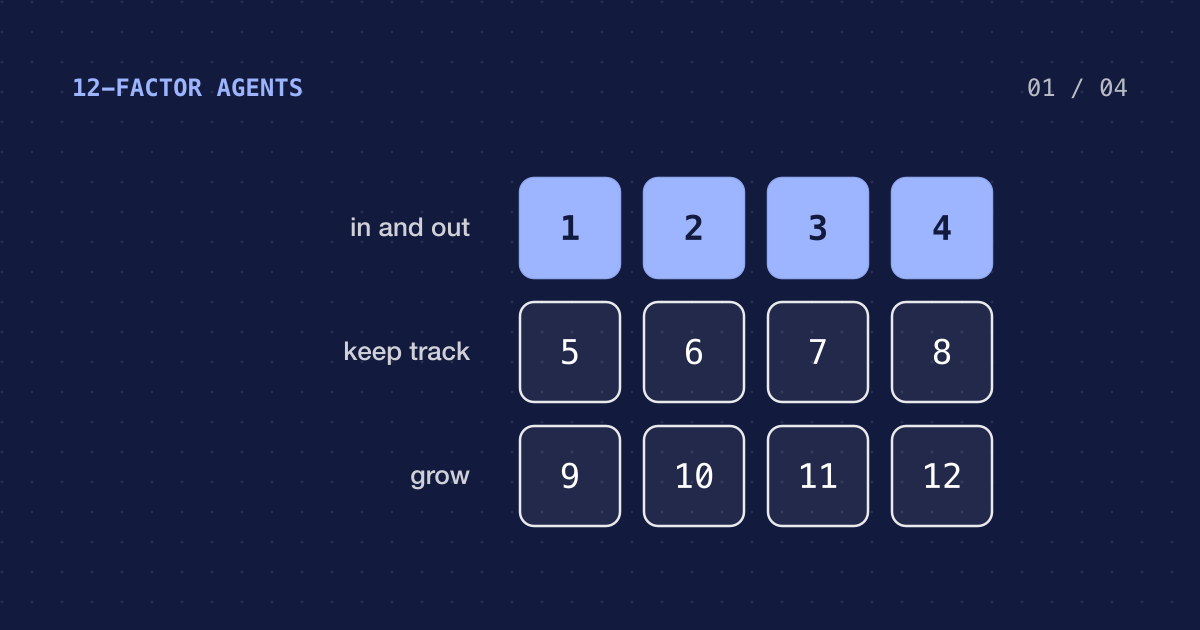 12–FACTOR AGENTS
01 / 04
in and out 1 2 3 4
keep track 5 6 7 8
grow 9 10 11 12